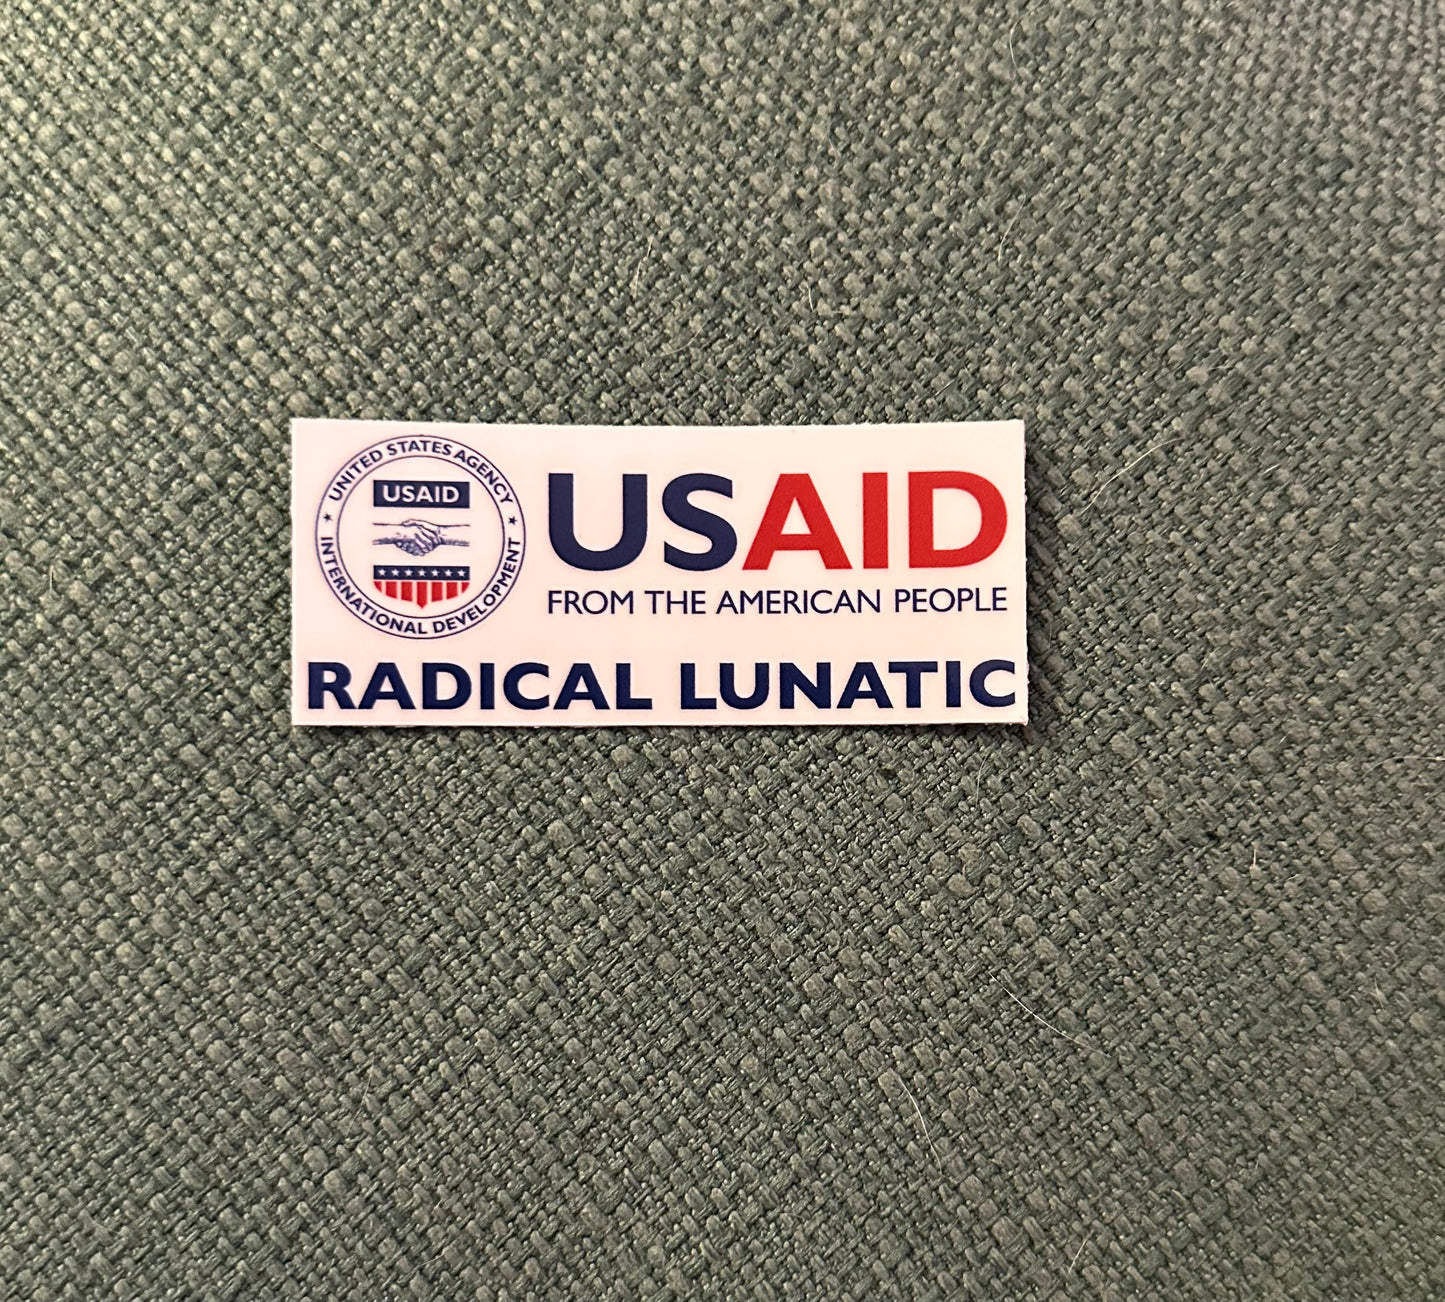 UNITED STATES AGENCY
USAID
INTERNATIONAL DEVELOPMENT
USAID
FROM THE AMERICAN PEOPLE
RADICAL LUNATIC